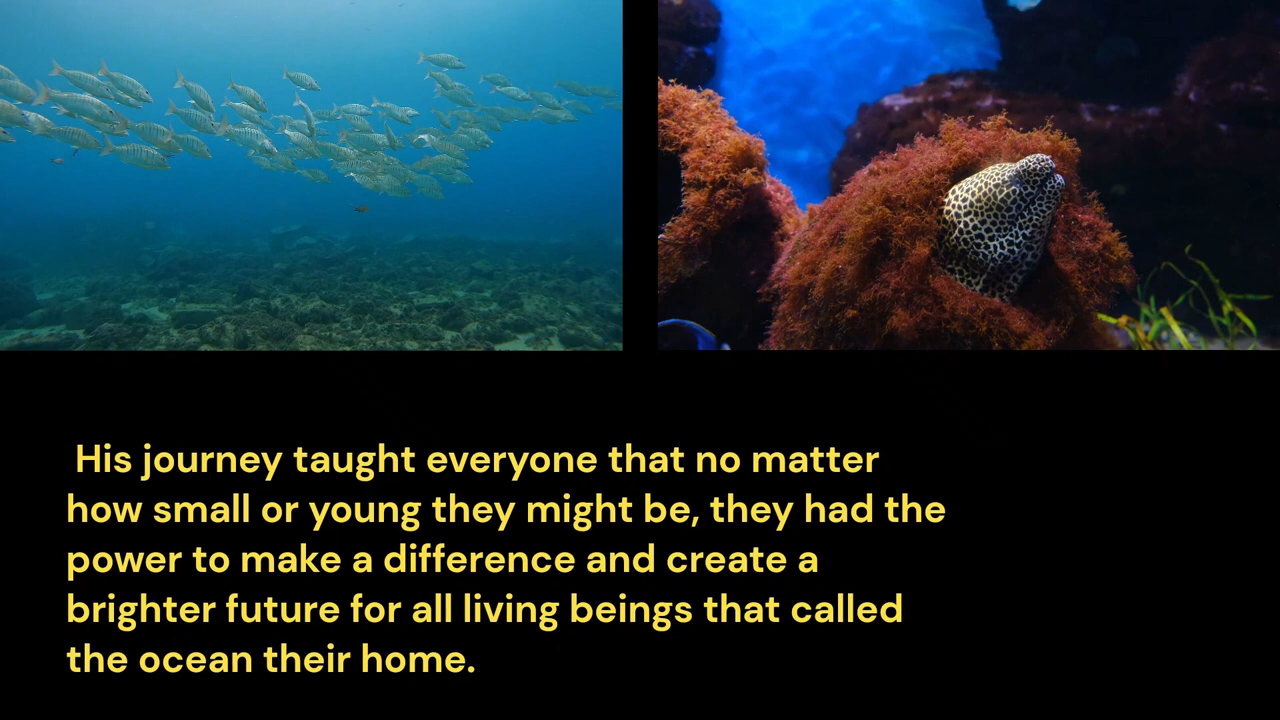 His journey taught everyone that no matter
how small or young they might be, they had the
power to make a difference and create a
brighter future for all living beings that called
the ocean their home.